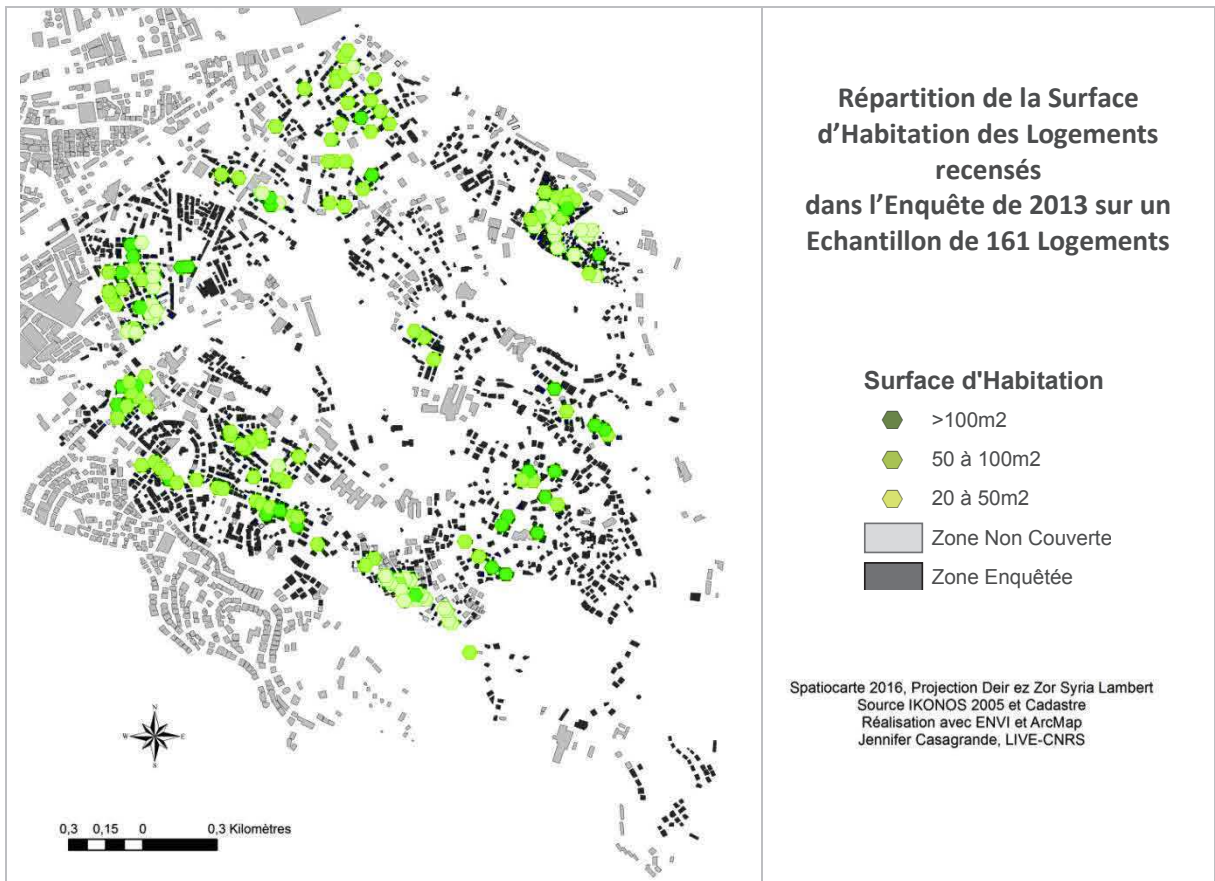 Répartition de la Surface
d’Habitation des Logements
recensés
dans l’Enquête de 2013 sur un
Echantillon de 161 Logements
Surface d'Habitation
>100m2
50 à 100m2
20 à 50m2
Zone Non Couverte
Zone Enquêtée
Spatiocarte 2016, Projection Deir ez Zor Syria Lambert
Source IKONOS 2005 et Cadastre
Réalisation avec ENVI et ArcMap
Jennifer Casagrande, LIVE-CNRS
N
W E
S
0,3 0,15 0 0,3 Kilomètres